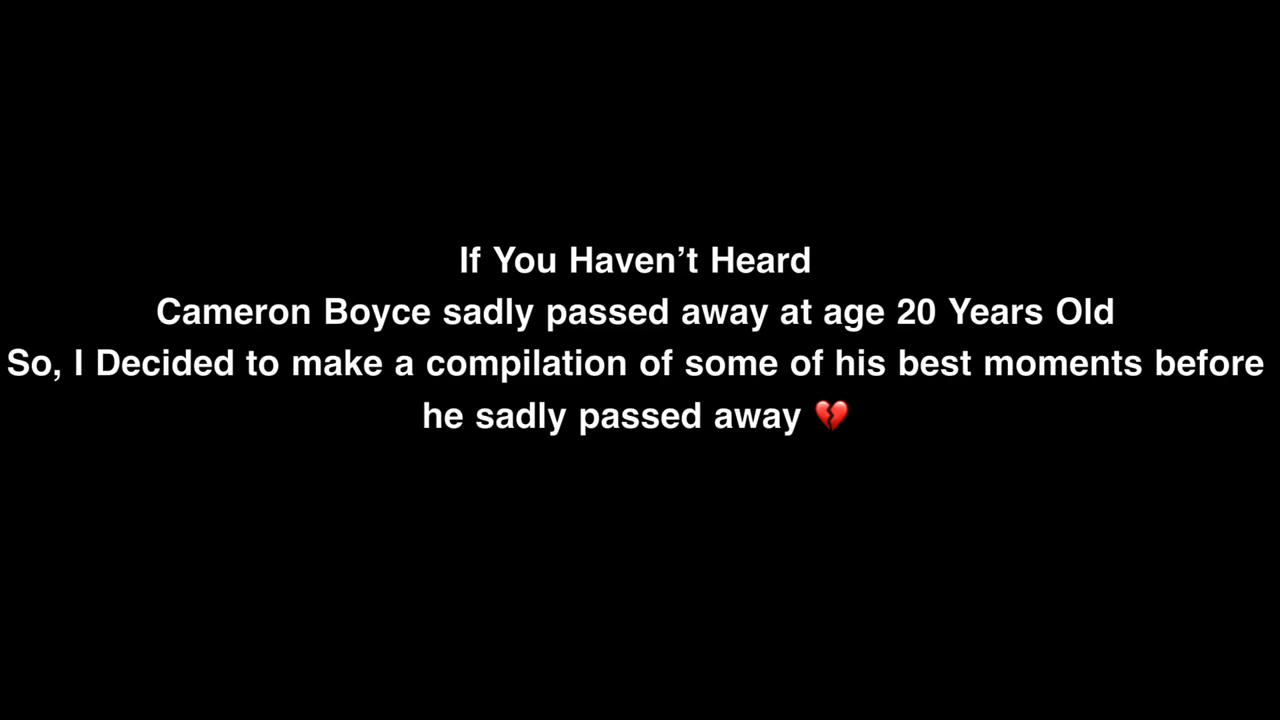 If You Haven’t Heard
Cameron Boyce sadly passed away at age 20 Years Old
So, I Decided to make a compilation of some of his best moments before
he sadly passed away 💔